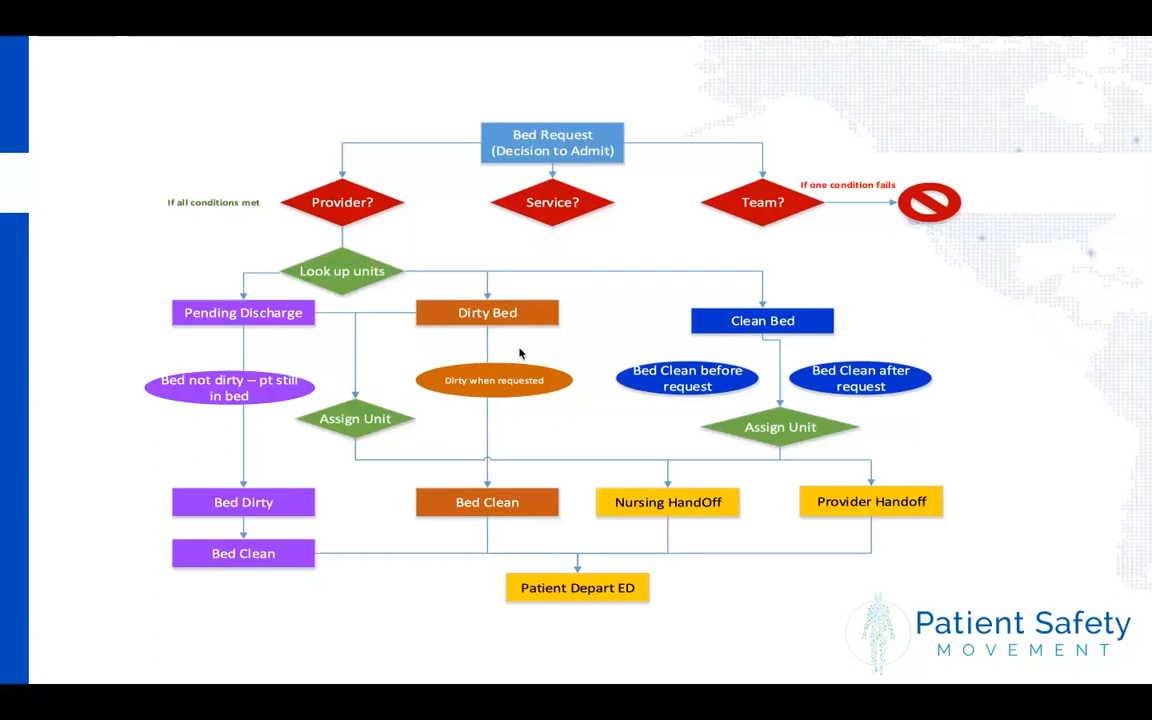 Bed Request
(Decision to Admit)
If one condition fails
If all conditions met
Provider?
Service?
Team?
Look up units
Pending Discharge
Dirty Bed
Clean Bed
Bed not dirty – pt still
in bed
Dirty when requested
Bed Clean before
request
Bed Clean after
request
Assign Unit
Assign Unit
Bed Dirty
Bed Clean
Nursing HandOff
Provider Handoff
Bed Clean
Patient Depart ED
Patient Safety
MOVEMENT